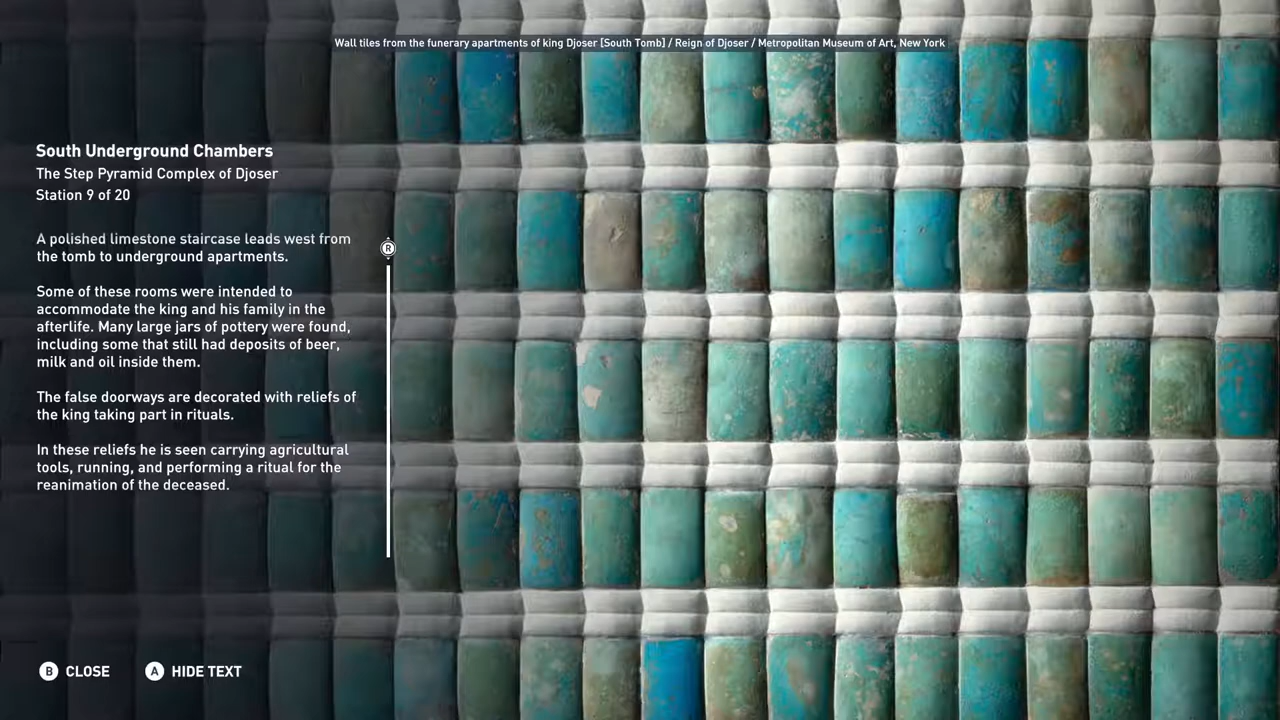 Wall tiles from the funerary apartments of king Djoser [South Tomb] / Reign of Djoser / Metropolitan Museum of Art, New York
South Underground Chambers
The Step Pyramid Complex of Djoser
Station 9 of 20
A polished limestone staircase leads west from
the tomb to underground apartments.
R
Some of these rooms were intended to
accommodate the king and his family in the
afterlife. Many large jars of pottery were found,
including some that still had deposits of beer,
milk and oil inside them.
The false doorways are decorated with reliefs of
the king taking part in rituals.
In these reliefs he is seen carrying agricultural
tools, running, and performing a ritual for the
reanimation of the deceased.
B CLOSE A HIDE TEXT